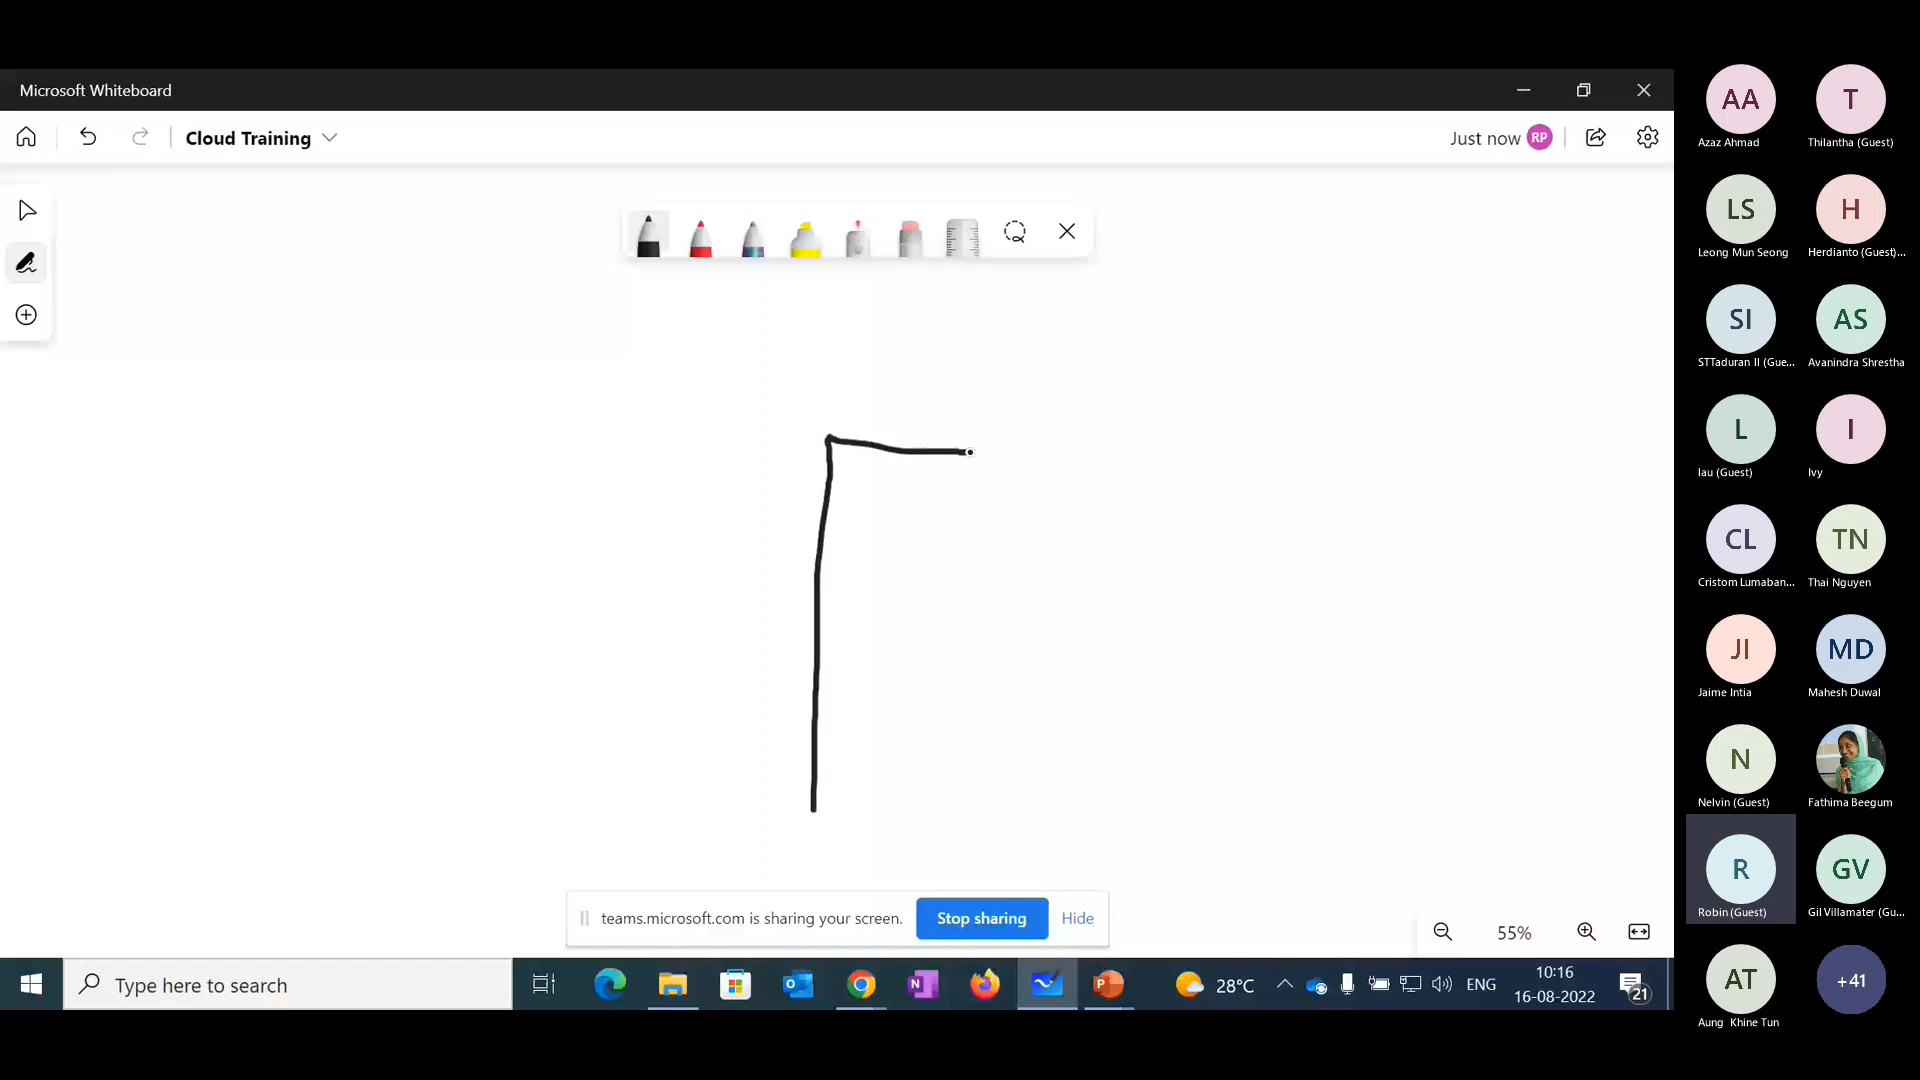 Microsoft Whiteboard
Cloud Training
Just now RP
teams.microsoft.com is sharing your screen. Stop sharing Hide
55%
Type here to search
28°C
ENG
10:16
16-08-2022
21
AA
Azaz Ahmad
T
Thilantha (Guest)
LS
Leong Mun Seong
H
Herdianto (Guest)...
SI
STTaduran II (Gue...
AS
Avanindra Shrestha
L
lau (Guest)
I
Ivy
CL
Cristom Lumaban...
TN
Thai Nguyen
JI
Jaime Intia
MD
Mahesh Duwal
N
Nelvin (Guest)
Fathima Beegum
R
Robin (Guest)
GV
Gil Villamater (Gu...
AT
Aung Khine Tun
+41